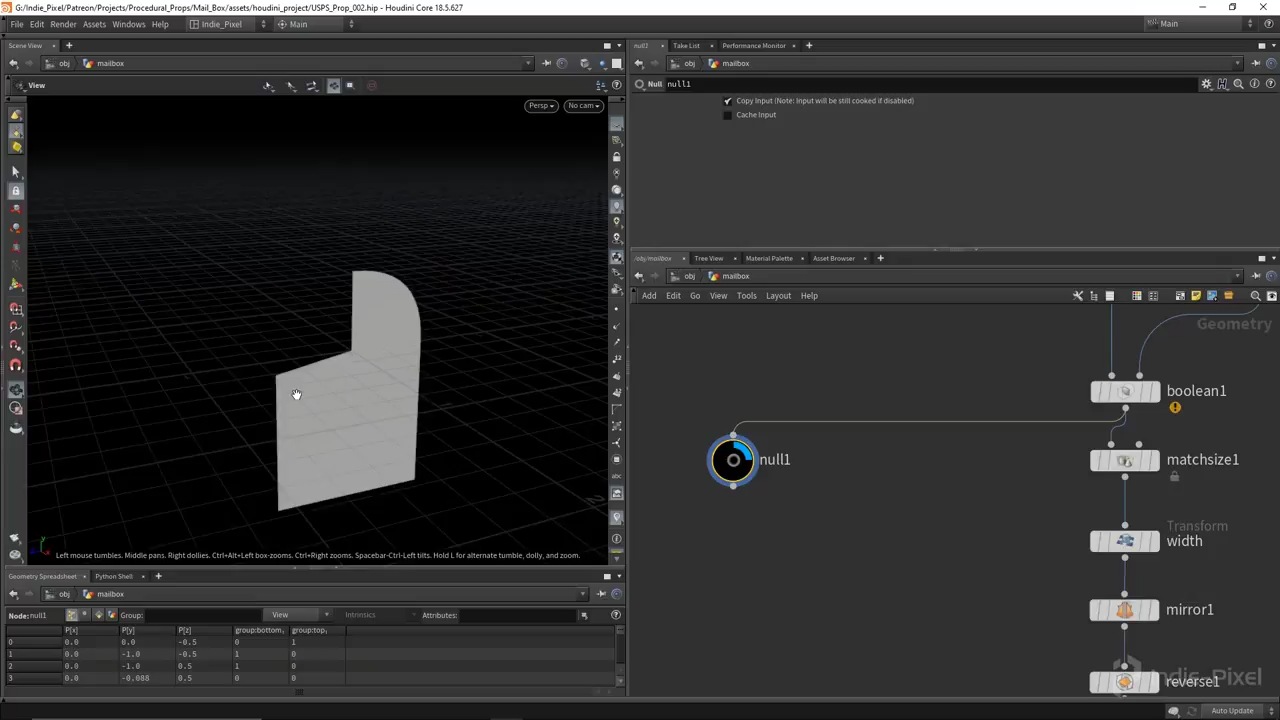 G:/Indie_Pixel/Patreon/Projects/Procedural_Props/Mail_Box/assets/houdini_project/USPS_Prop_002.hip - Houdini Core 18.5.627
File Edit Render Assets Windows Help Indie_Pixel Main Main
Scene View
obj mailbox
View
Persp No cam
Left mouse tumbles. Middle pans. Right dollies. Ctrl+Alt+Left box-zooms. Ctrl+Right zooms. Spacebar-Ctrl-Left tilts. Hold L for alternate tumble, dolly, and zoom.
Geometry Spreadsheet Python Shell
obj mailbox
Node: null1 Group: View Intrinsics Attributes:
P[x] P[y] P[z] group:bottom, group:top,
0 0.0 0.0 -0.5 0 1
1 0.0 -1.0 -0.5 1 0
2 0.0 -1.0 0.5 1 0
3 0.0 -0.088 0.5 0 0
null1 Take List Performance Monitor
obj mailbox
Null null1
Copy Input (Note: Input will be still cooked if disabled)
Cache Input
/obj/mailbox Tree View Material Palette Asset Browser
obj mailbox
Add Edit Go View Tools Layout Help
Geometry
boolean1
null1
matchsize1
Transform
width
mirror1
reverse1
Indie-Pixel
Auto Update